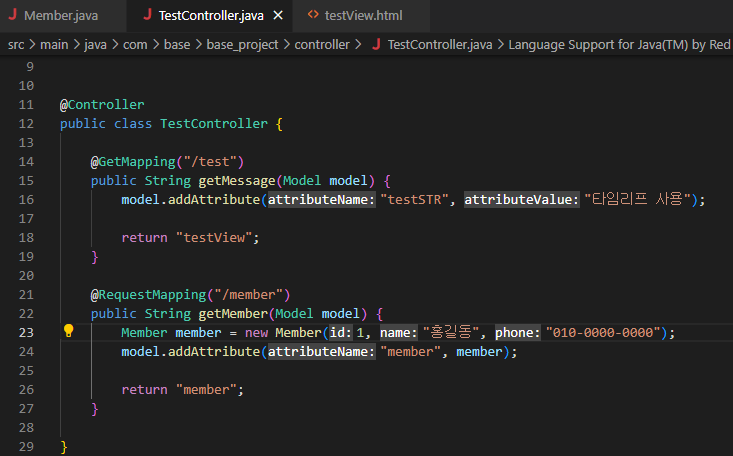 Member.java TestController.java testView.html
src > main > java > com > base > base_project > controller > TestController.java > Language Support for Java(TM) by Red
9
10
11 @Controller
12 public class TestController {
13
14 @GetMapping("/test")
15 public String getMessage(Model model) {
16 model.addAttribute(attributeName: "testSTR", attributeValue: "타임리프 사용");
17
18 return "testView";
19 }
20
21 @RequestMapping("/member")
22 public String getMember(Model model) {
23 Member member = new Member(id: 1, name: "홍길동", phone: "010-0000-0000");
24 model.addAttribute(attributeName: "member", member);
25
26 return "member";
27 }
28
29 }